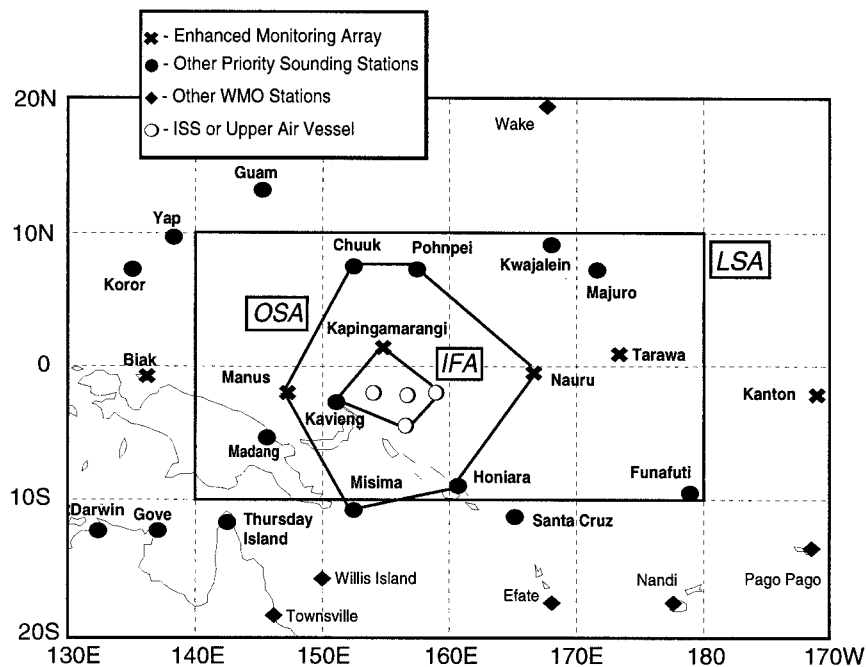 - Enhanced Monitoring Array
- Other Priority Sounding Stations
- Other WMO Stations
- ISS or Upper Air Vessel
20N
Wake
Guam
Yap
10N
Chuuk
Pohnpei
Kwajalein
LSA
Koror
Majuro
OSA
Kapingamarangi
0
Biak
IFA
Tarawa
Manus
Nauru
Kanton
Kavieng
Madang
Misima
Honiara
Funafuti
10S
Darwin
Gove
Thursday
Island
Santa Cruz
Willis Island
Nandi
Pago Pago
Efate
Townsville
20S
130E
140E
150E
160E
170E
180
170W